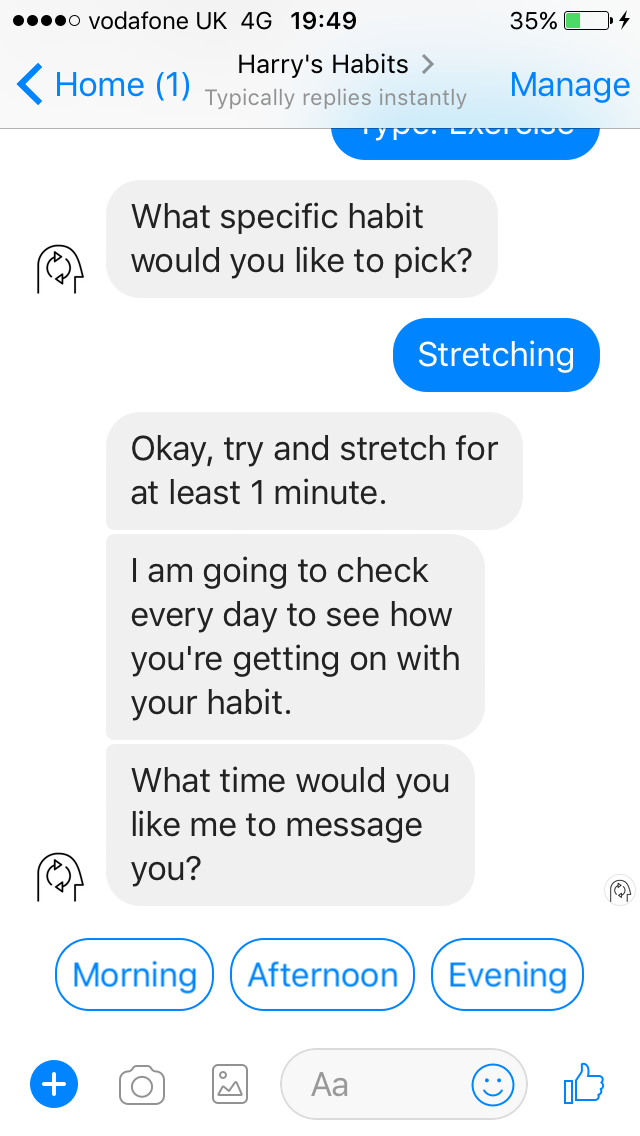 vodafone UK 4G 19:49 35%
Home (1) Harry's Habits Manage
Typically replies instantly
Type: Exercise
What specific habit
would you like to pick?
Stretching
Okay, try and stretch for
at least 1 minute.
I am going to check
every day to see how
you're getting on with
your habit.
What time would you
like me to message
you?
Morning Afternoon Evening
Aa